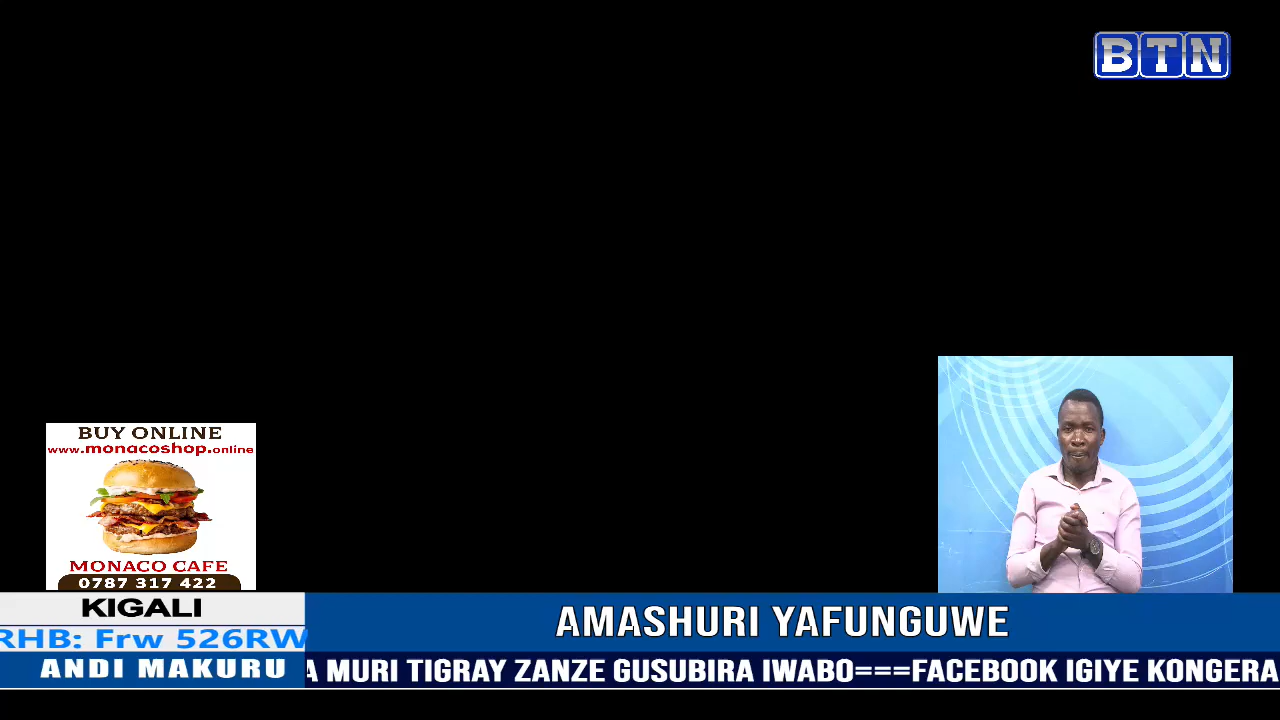 BTN
BUY ONLINE
www.monacoshop.online
MONACO CAFE
0787 317 422
KIGALI
AMASHURI YAFUNGUWE
RHB: Frw 526RW
ANDI MAKURU
A MURI TIGRAY ZANZE GUSUBIRA IWABO===FACEBOOK IGIYE KONGERA